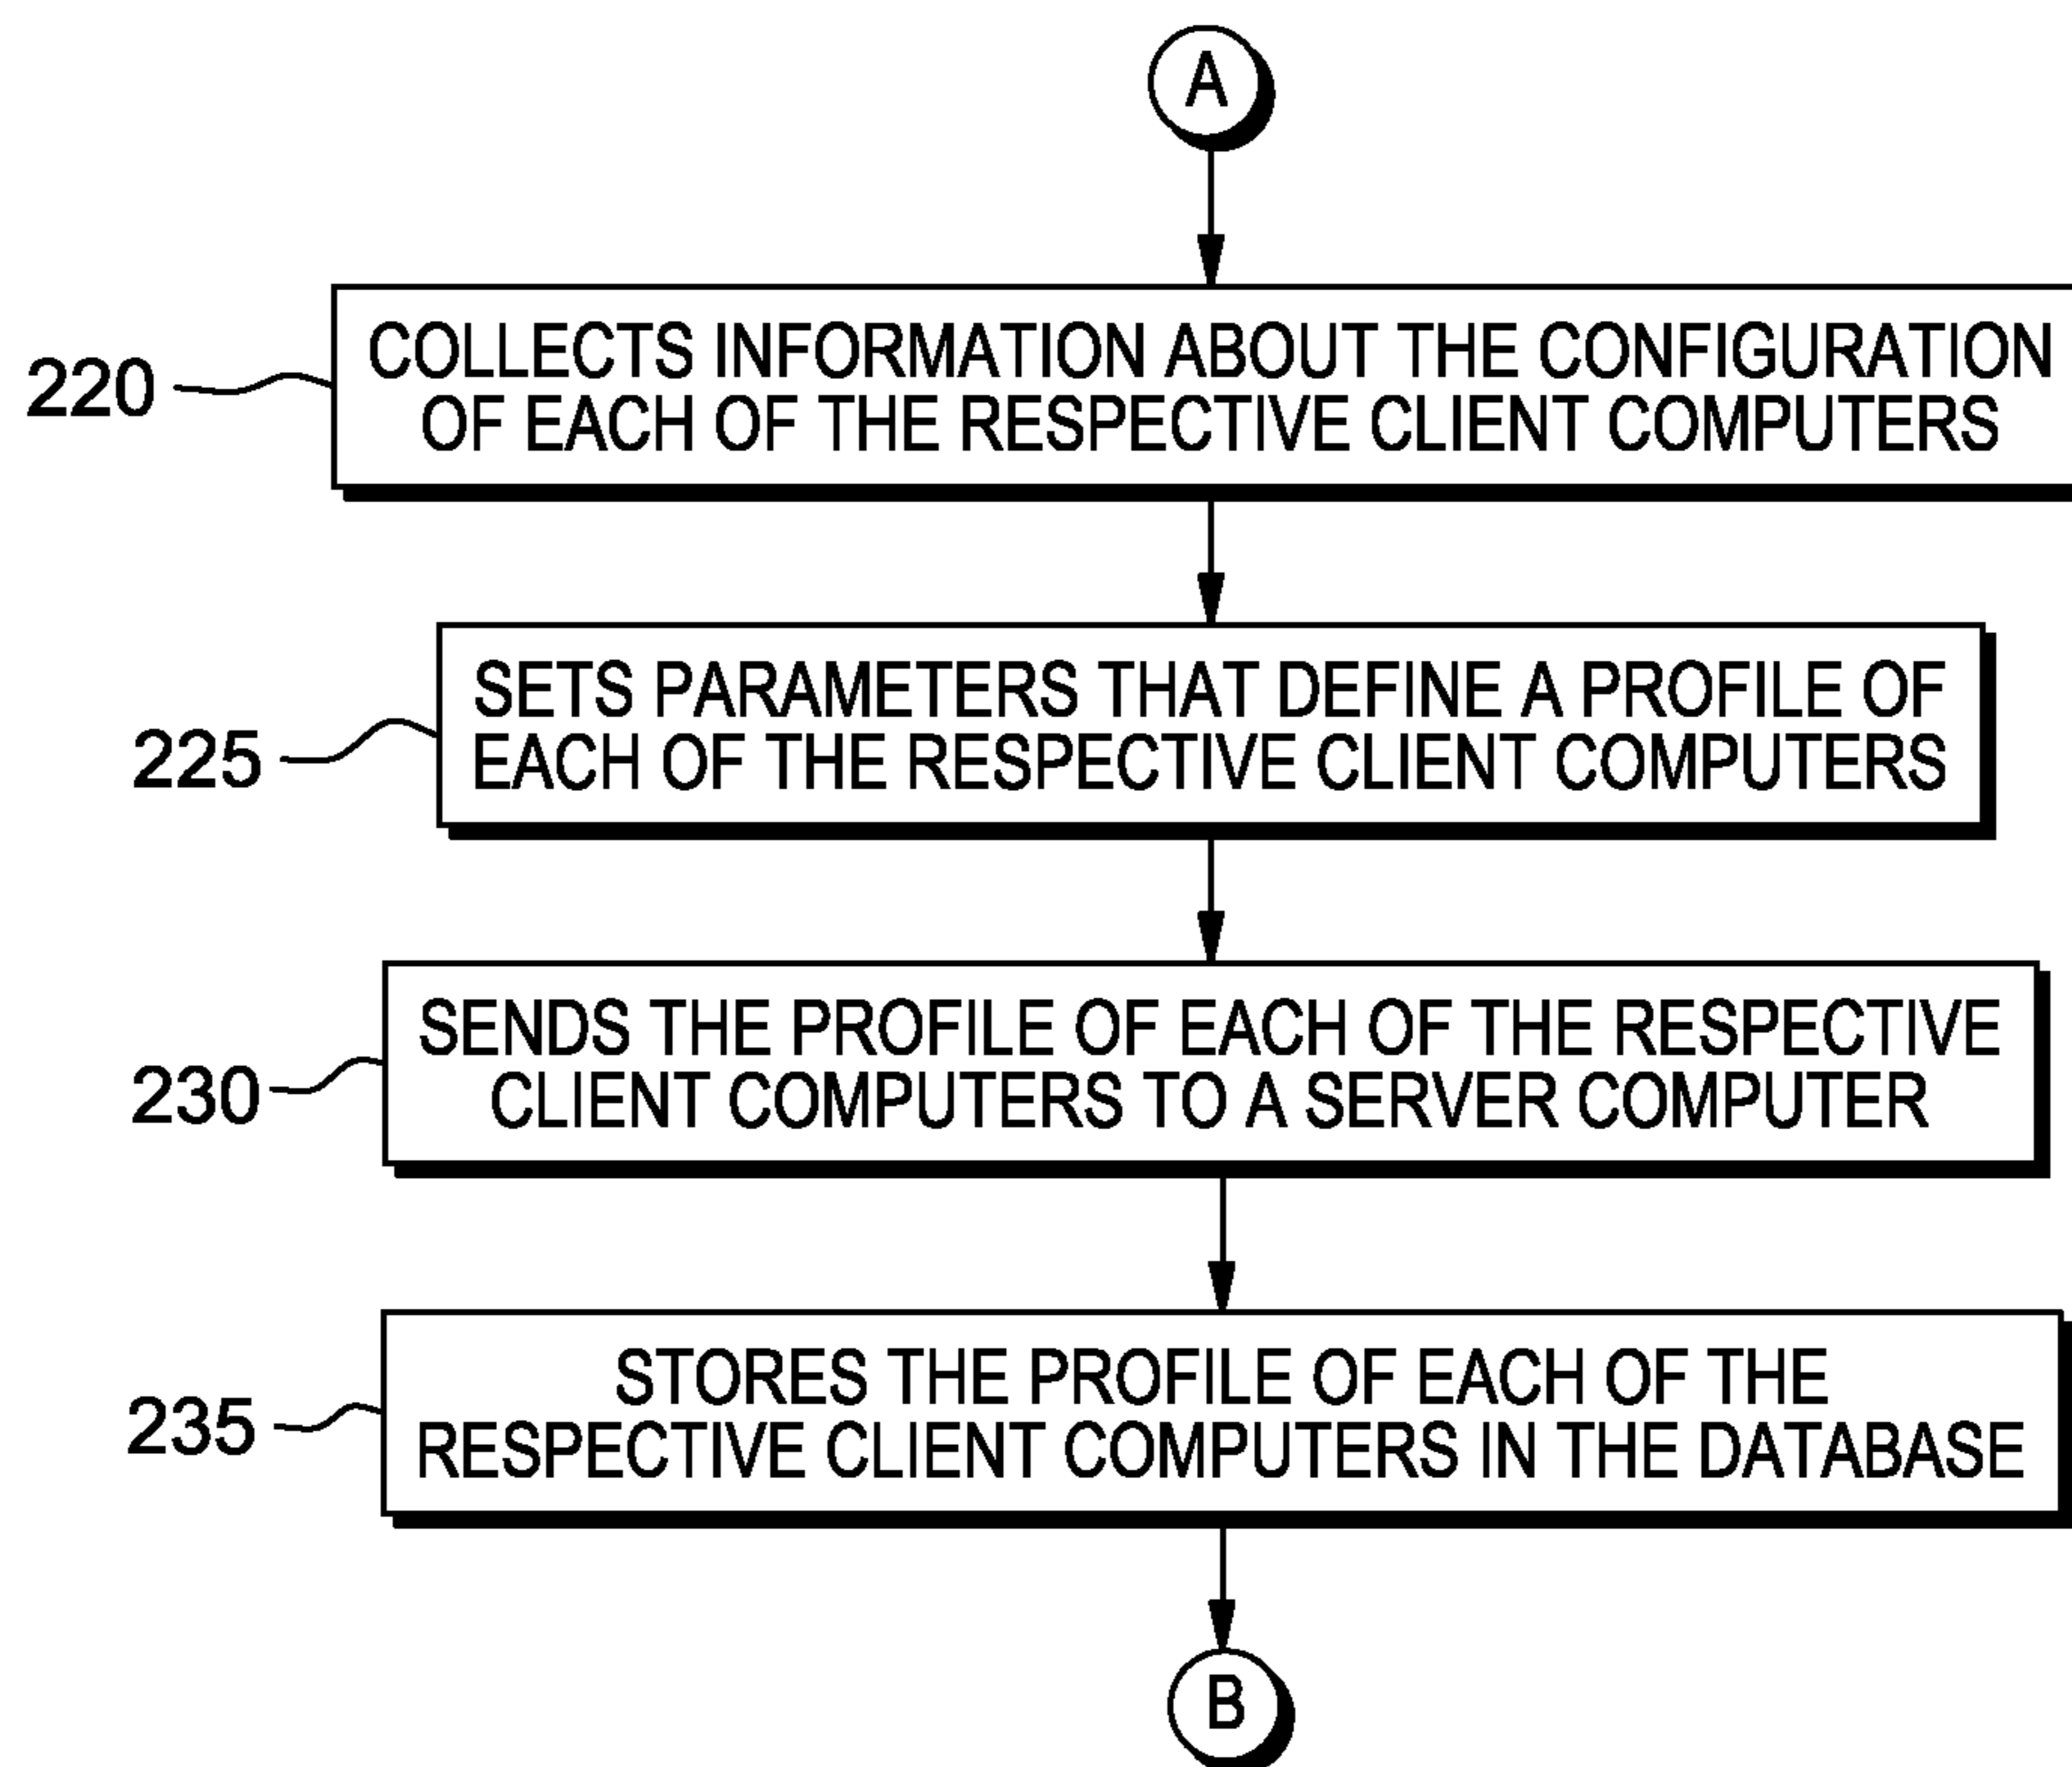 A
220
COLLECTS INFORMATION ABOUT THE CONFIGURATION
OF EACH OF THE RESPECTIVE CLIENT COMPUTERS
225
SETS PARAMETERS THAT DEFINE A PROFILE OF
EACH OF THE RESPECTIVE CLIENT COMPUTERS
230
SENDS THE PROFILE OF EACH OF THE RESPECTIVE
CLIENT COMPUTERS TO A SERVER COMPUTER
235
STORES THE PROFILE OF EACH OF THE
RESPECTIVE CLIENT COMPUTERS IN THE DATABASE
B